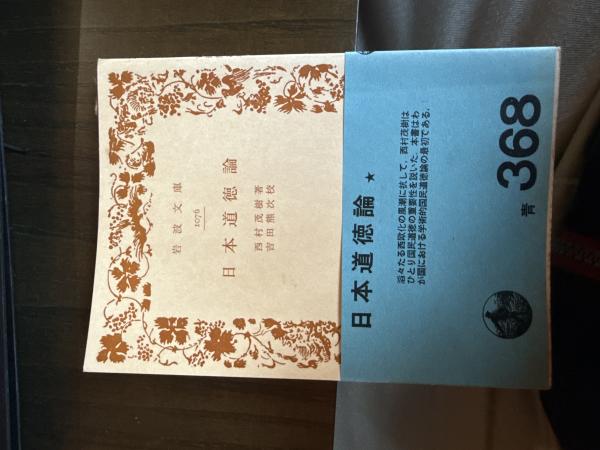 岩波文庫
1076
日本道徳論
西村茂樹著
吉田熊次校
日本道徳論 ★
滔々たる西欧化の風潮に抗して、西村茂樹は
ひとり国民道徳の重要性を説いた。本書はわ
が国における学術的国民道徳論の最初である.
青 368